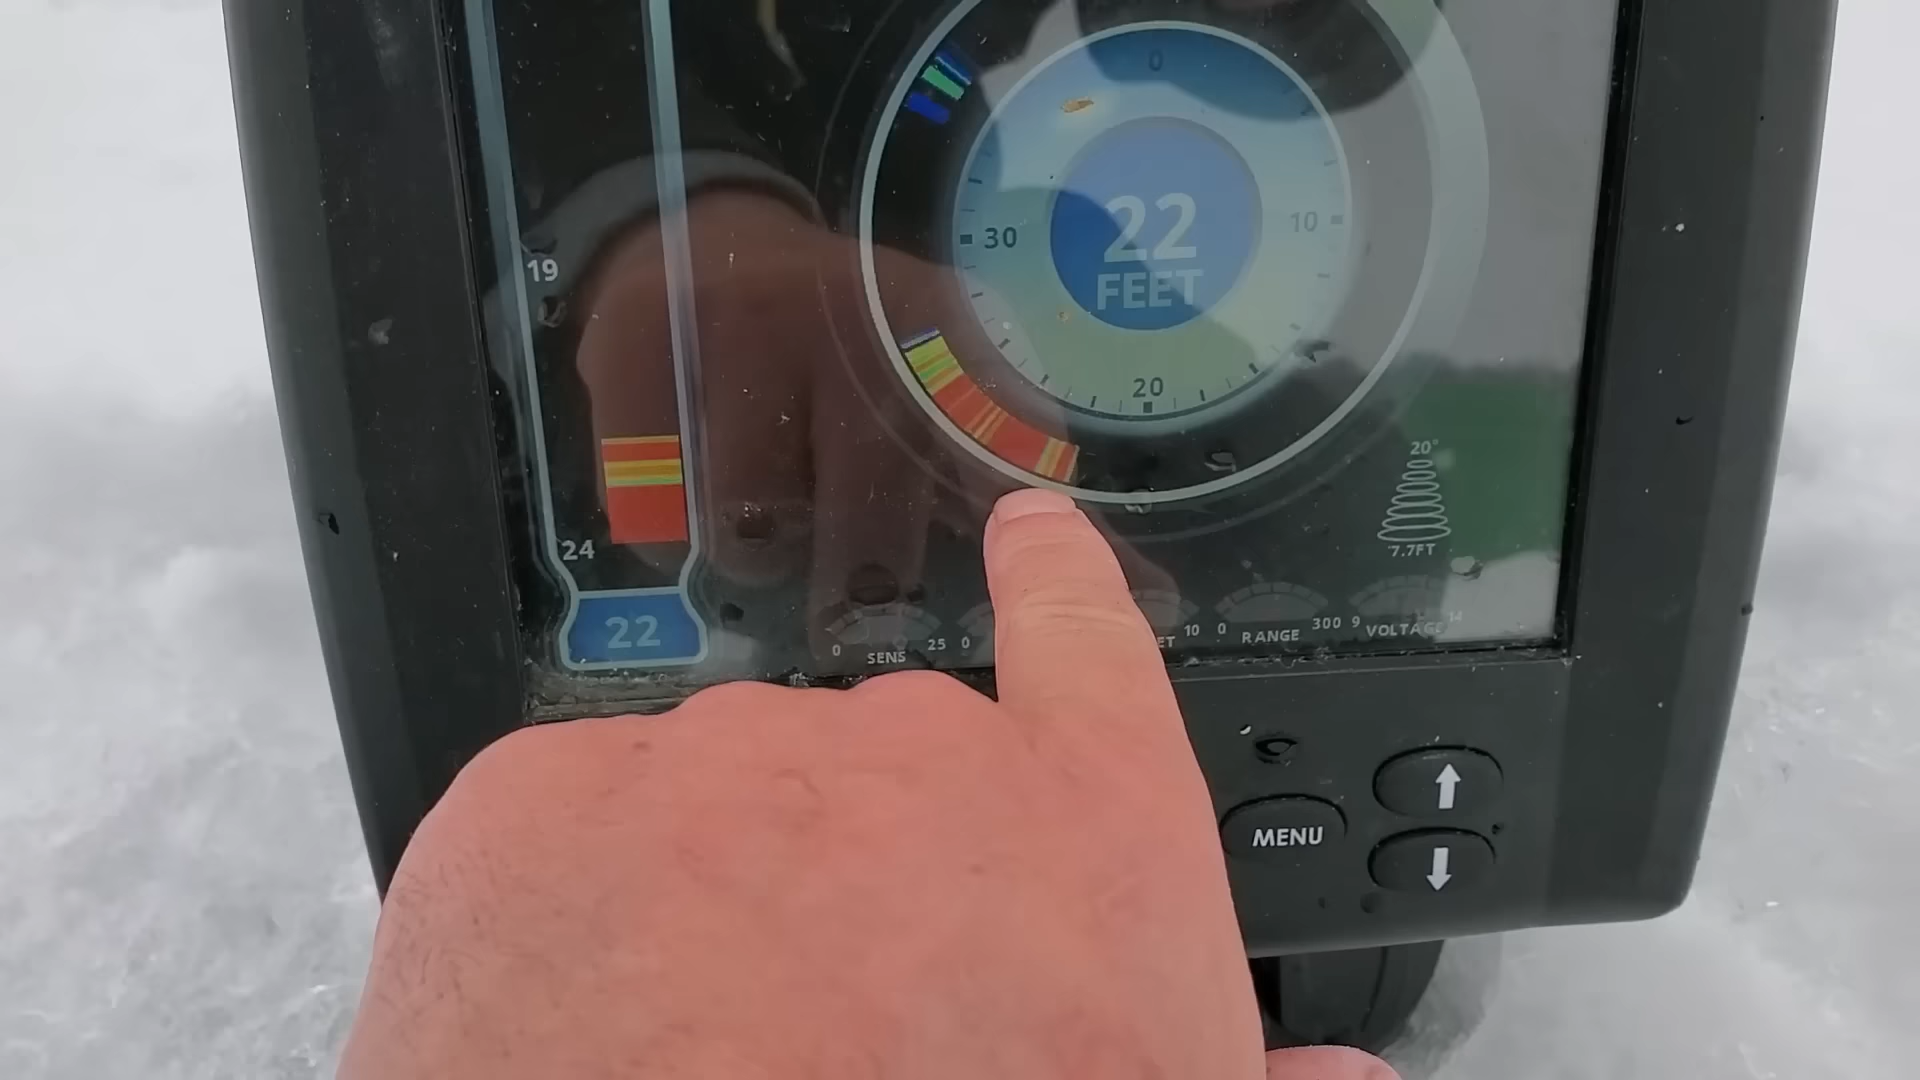 0
30
10
22
FEET
20
19
24
22
20°
7.7FT
0 SENS 25
0
ET 10
0 RANGE 300
9 VOLTAGE 14
MENU